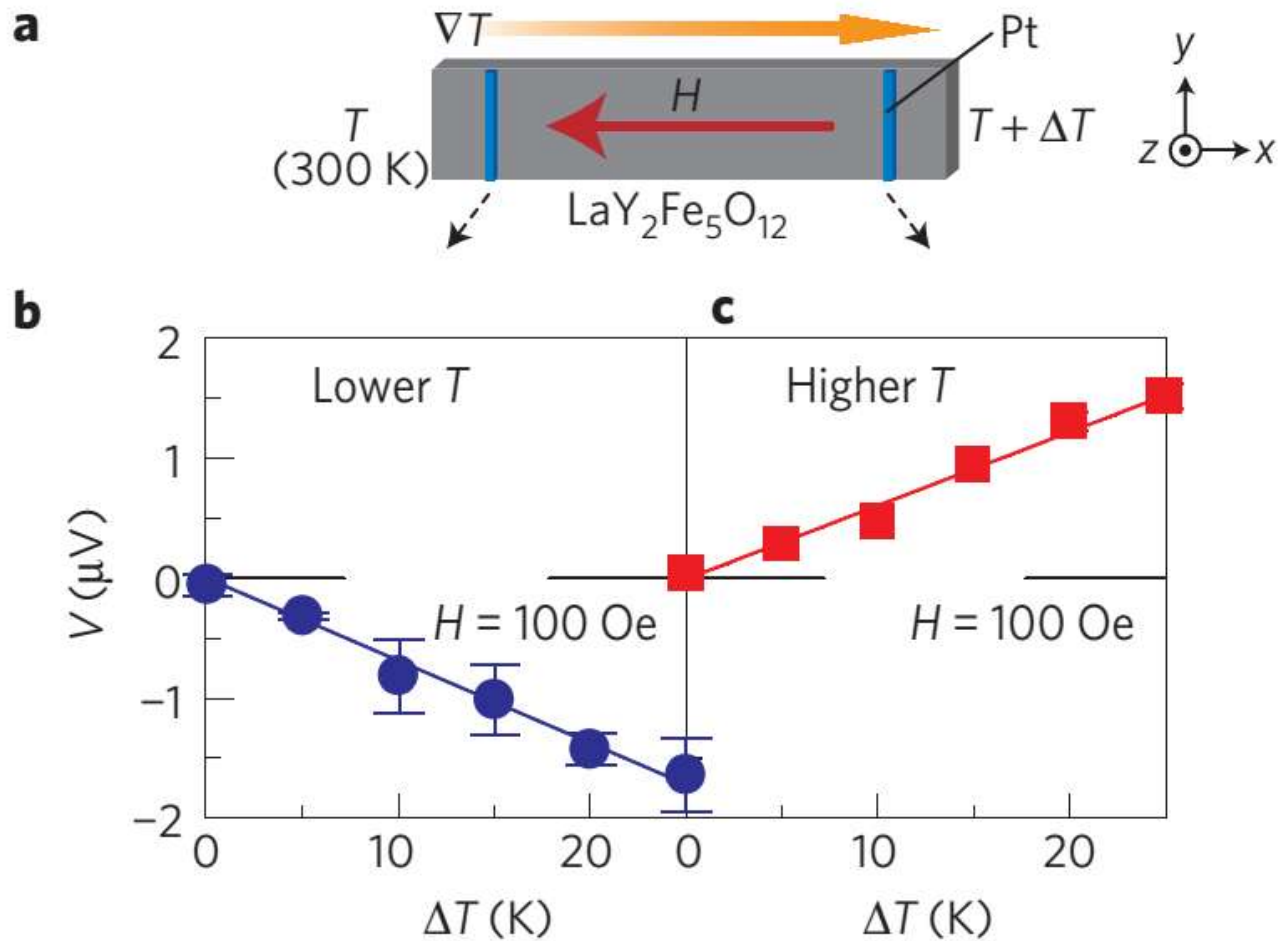 a
∇T
Pt
y
H
T
(300 K)
T + ΔT
z
x
LaY₂Fe₅O₁₂
b
c
2
Lower T
Higher T
1
V (μV)
0
H = 100 Oe
H = 100 Oe
−1
−2
0
10
20
0
10
20
ΔT (K)
ΔT (K)